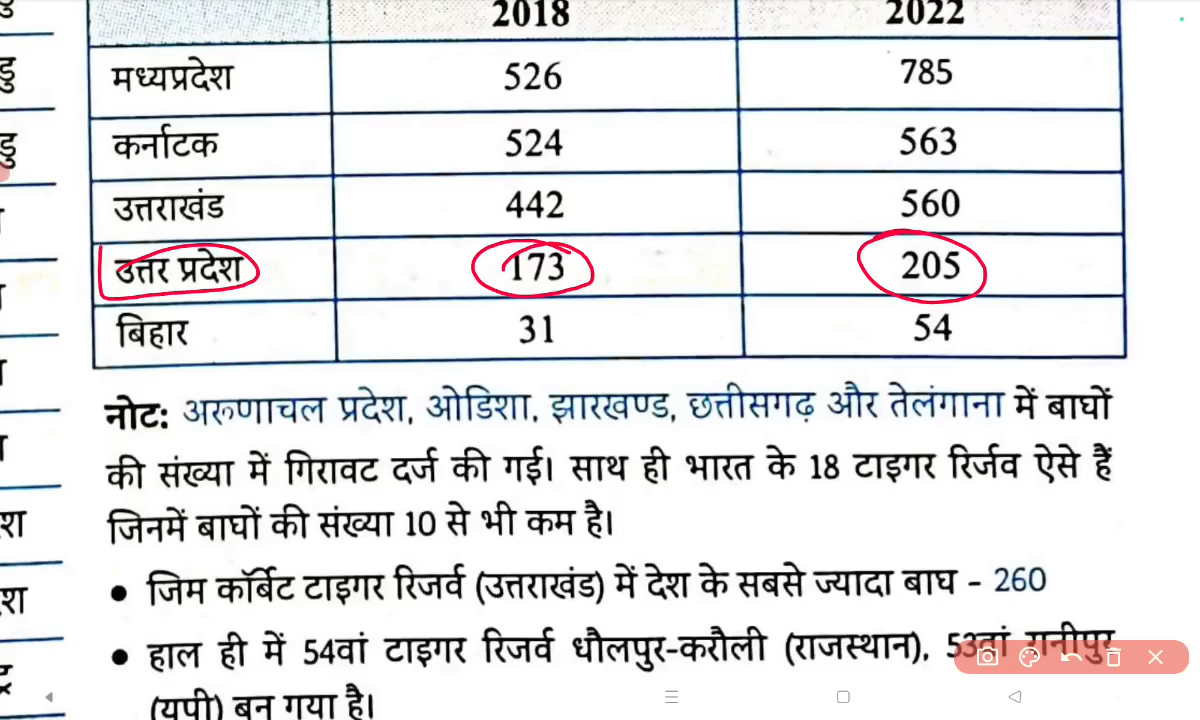 2018 2022
मध्यप्रदेश 526 785
कर्नाटक 524 563
उत्तराखंड 442 560
उत्तर प्रदेश 173 205
बिहार 31 54
नोट: अरुणाचल प्रदेश, ओडिशा, झारखण्ड, छत्तीसगढ़ और तेलंगाना में बाघों
की संख्या में गिरावट दर्ज की गई। साथ ही भारत के 18 टाइगर रिर्जव ऐसे हैं
जिनमें बाघों की संख्या 10 से भी कम है।
• जिम कॉर्बेट टाइगर रिजर्व (उत्तराखंड) में देश के सबसे ज्यादा बाघ – 260
• हाल ही में 54वां टाइगर रिजर्व धौलपुर-करौली (राजस्थान), 53वां रानीपुर
(यूपी) बन गया है।